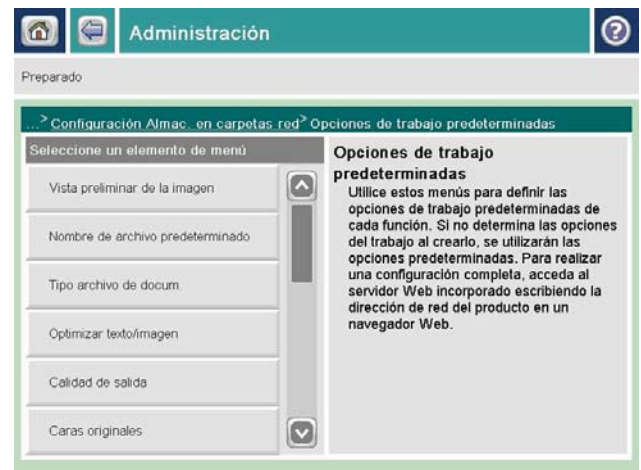 Administración
Preparado
...> Configuración Almac. en carpetas red> Opciones de trabajo predeterminadas
Seleccione un elemento de menú
Vista preliminar de la imagen
Nombre de archivo predeterminado
Tipo archivo de docum.
Optimizar texto/imagen
Calidad de salida
Caras originales
Opciones de trabajo
predeterminadas
Utilice estos menús para definir las
opciones de trabajo predeterminadas de
cada función. Si no determina las opciones
del trabajo al crearlo, se utilizarán las
opciones predeterminadas. Para realizar
una configuración completa, acceda al
servidor Web incorporado escribiendo la
dirección de red del producto en un
navegador Web.